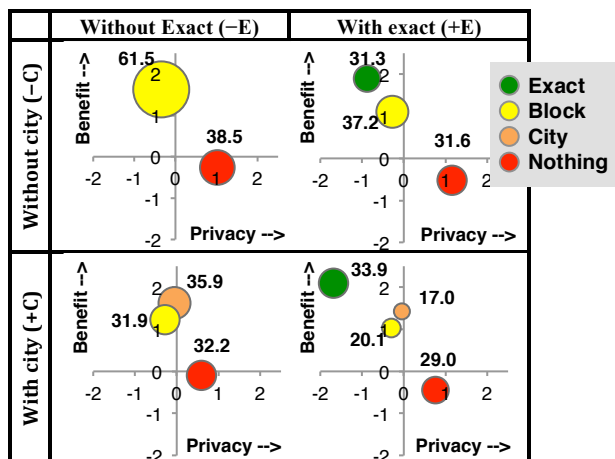 Without Exact (−E)
With exact (+E)
Without city (−C)
With city (+C)
61.5
Benefit -->
2
1
0
-2 -1 0 1 2
-1
-2
38.5
Privacy -->
31.3
Benefit -->
2
1
37.2
31.6
0
-2 -1 0 1 2
-1
-2
Privacy -->
Exact
Block
City
Nothing
Benefit -->
2
1
35.9
31.9
32.2
0
-2 -1 0 1 2
-1
-2
Privacy -->
Benefit -->
33.9
2
17.0
1
20.1
29.0
0
-2 -1 0 1 2
-1
-2
Privacy -->